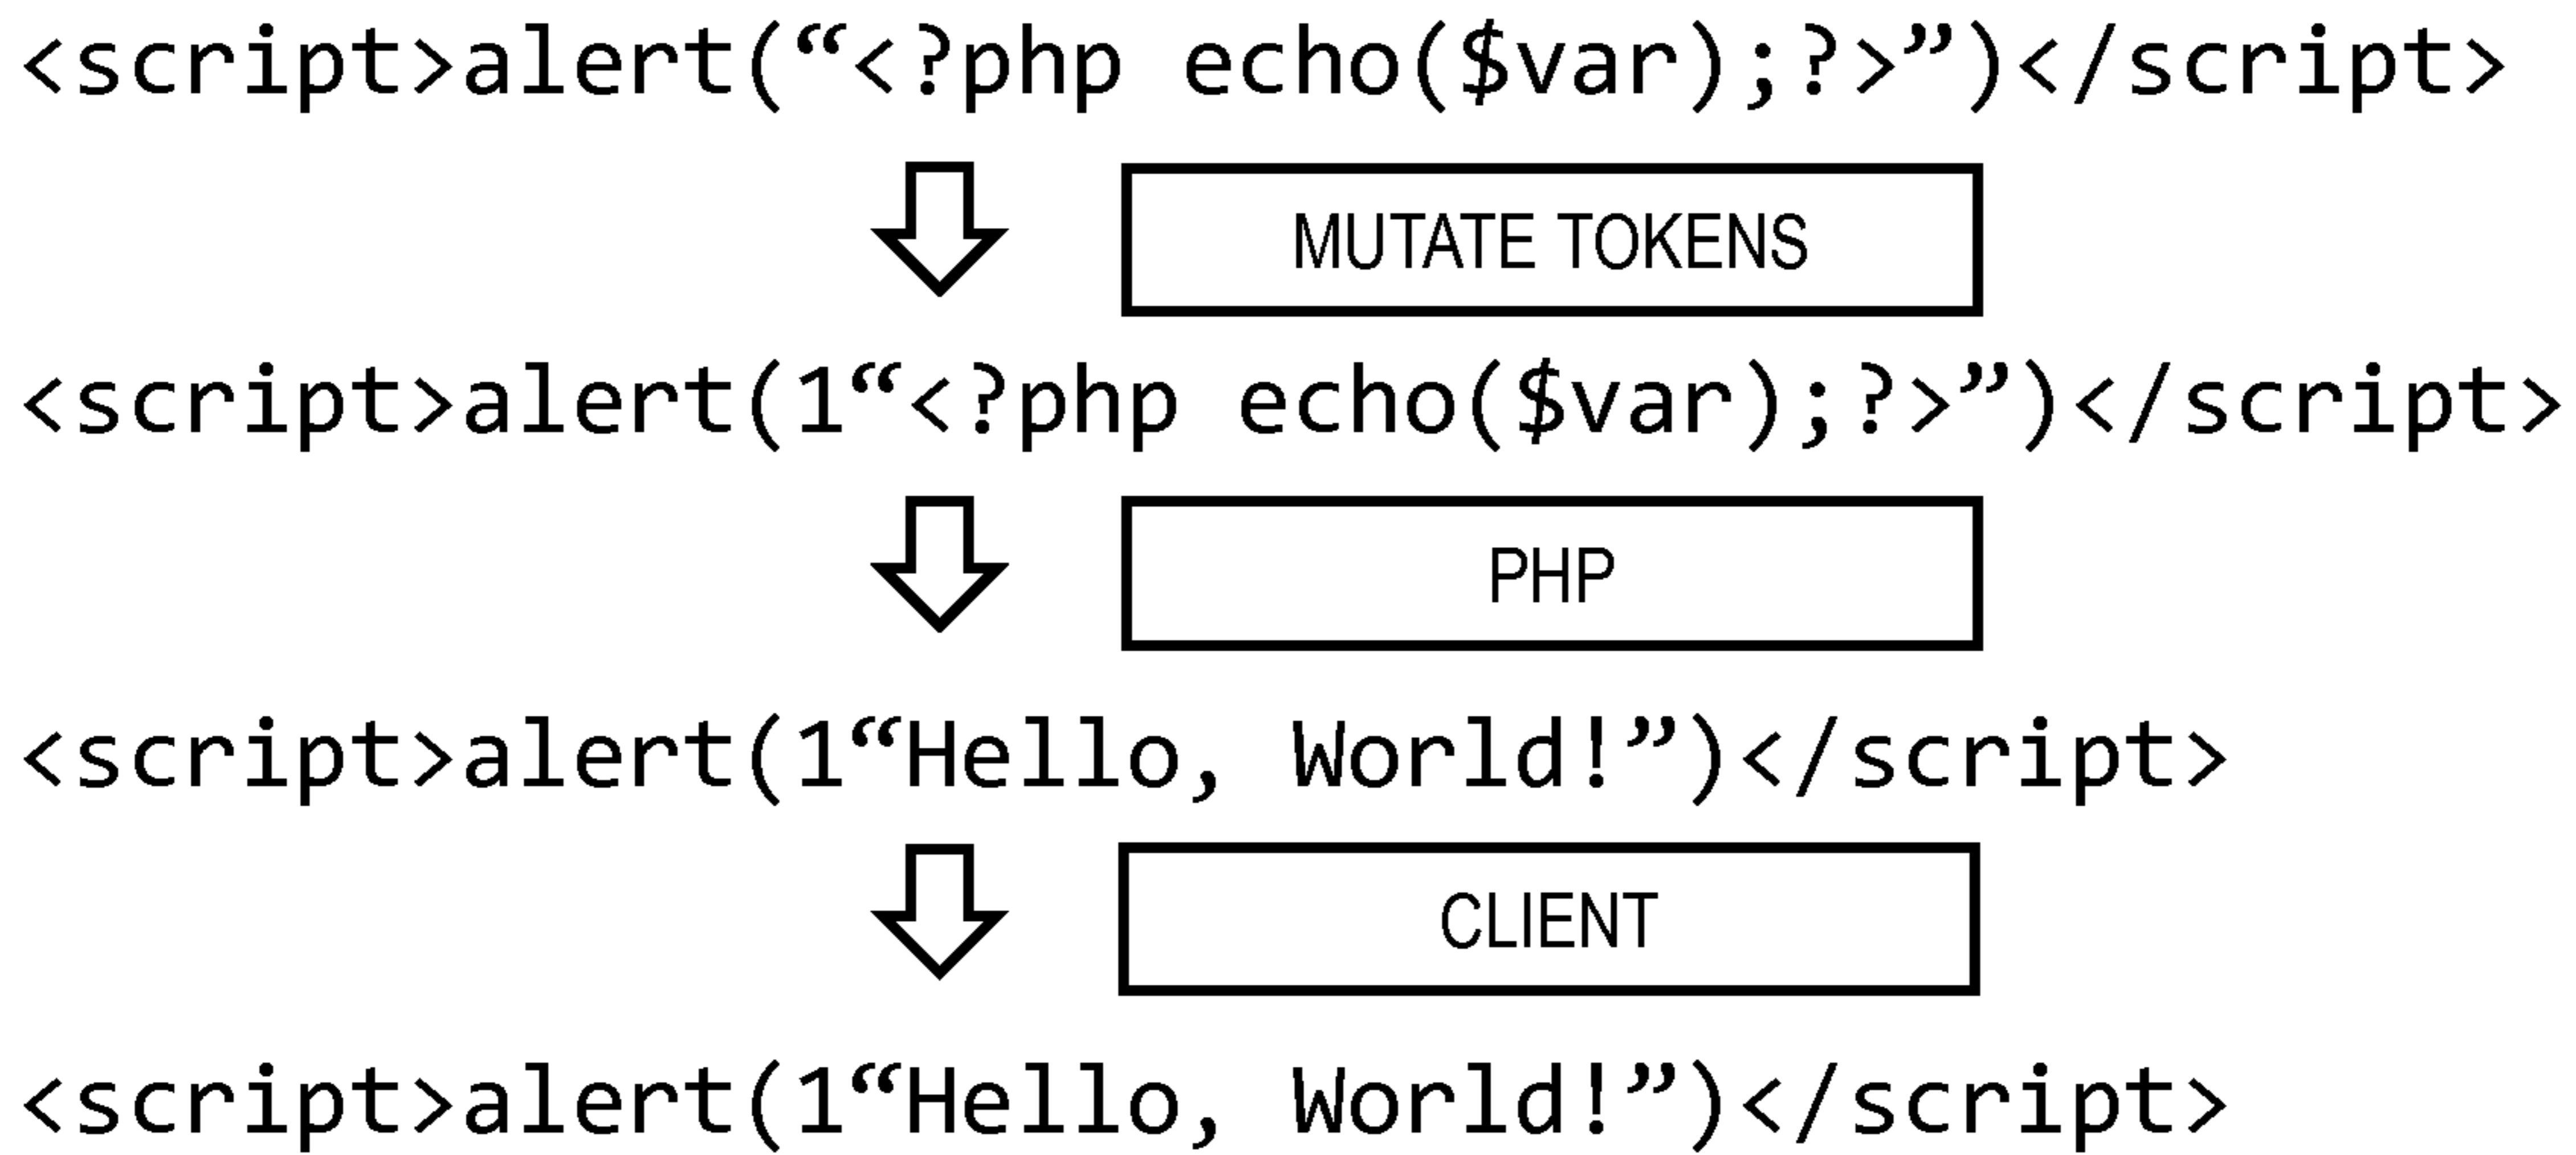 <script>alert(“<?php echo($var);?>”)</script>
MUTATE TOKENS
<script>alert(1“<?php echo($var);?>”)</script>
PHP
<script>alert(1“Hello, World!”)</script>
CLIENT
<script>alert(1“Hello, World!”)</script>